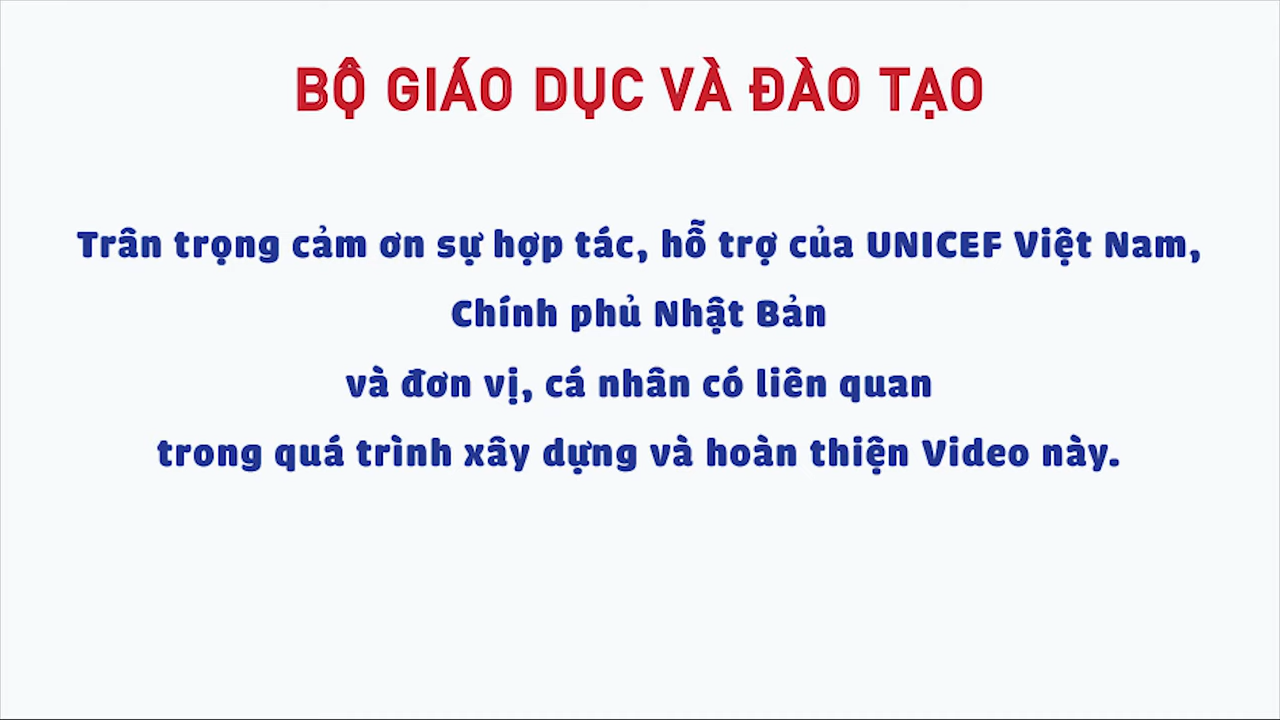 BỘ GIÁO DỤC VÀ ĐÀO TẠO
Trân trọng cảm ơn sự hợp tác, hỗ trợ của UNICEF Việt Nam,
Chính phủ Nhật Bản
và đơn vị, cá nhân có liên quan
trong quá trình xây dựng và hoàn thiện Video này.